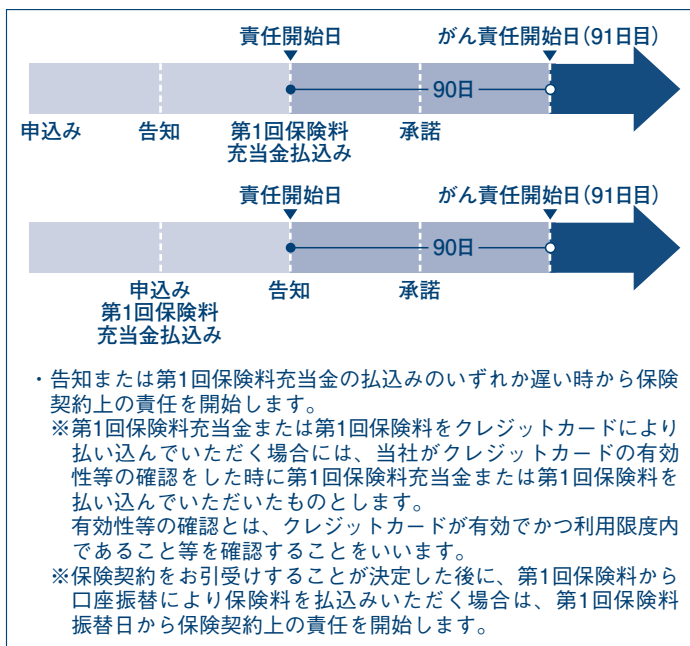 責任開始日 がん責任開始日(91日目)
90日
申込み 告知 第1回保険料 承諾
充当金払込み
責任開始日 がん責任開始日(91日目)
90日
申込み 告知 承諾
第1回保険料
充当金払込み
・告知または第1回保険料充当金の払込みのいずれか遅い時から保険
契約上の責任を開始します。
※第1回保険料充当金または第1回保険料をクレジットカードにより
払い込んでいただく場合には、当社がクレジットカードの有効
性等の確認をした時に第1回保険料充当金または第1回保険料を
払い込んでいただいたものとします。
有効性等の確認とは、クレジットカードが有効でかつ利用限度内
であること等を確認することをいいます。
※保険契約をお引受けすることが決定した後に、第1回保険料から
口座振替により保険料を払込みいただく場合は、第1回保険料
振替日から保険契約上の責任を開始します。